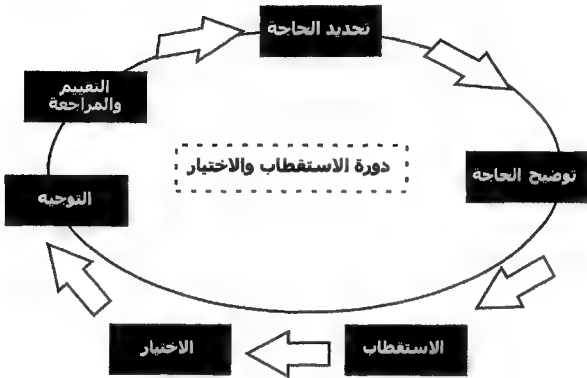 تحديد الحاجة
التقييم
والمراجعة
دورة الاستقطاب والاختيار
توضيح الحاجة
التوجيه
الاستقطاب
الاختيار